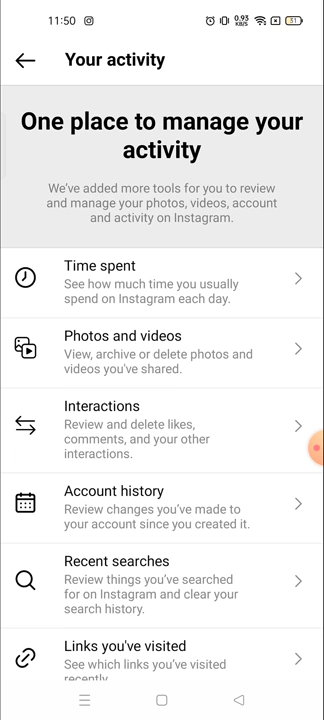 11:50
0.93
KB/S
31
Your activity
One place to manage your
activity
We've added more tools for you to review
and manage your photos, videos, account
and activity on Instagram.
Time spent
See how much time you usually
spend on Instagram each day.
Photos and videos
View, archive or delete photos and
videos you've shared.
Interactions
Review and delete likes,
comments, and your other
interactions.
Account history
Review changes you've made to
your account since you created it.
Recent searches
Review things you've searched
for on Instagram and clear your
search history.
Links you've visited
See which links you've visited
recently.